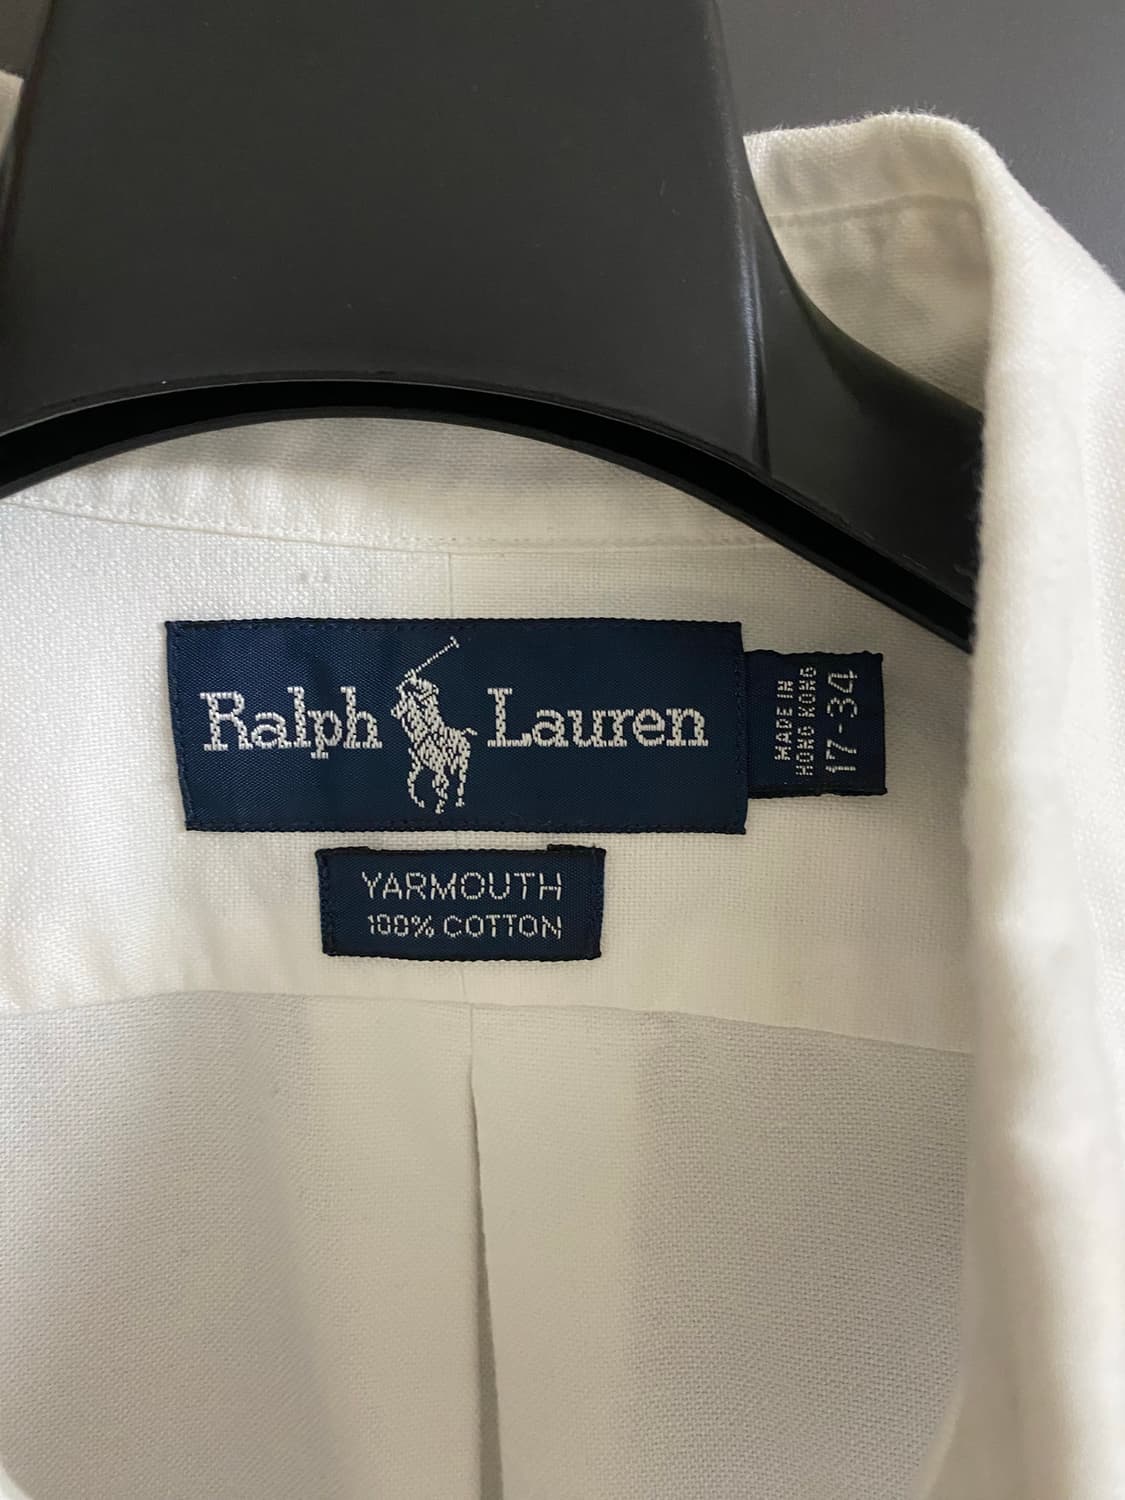 Ralph Lauren
MADE IN
HONG KONG
17-34
YARMOUTH
100% COTTON